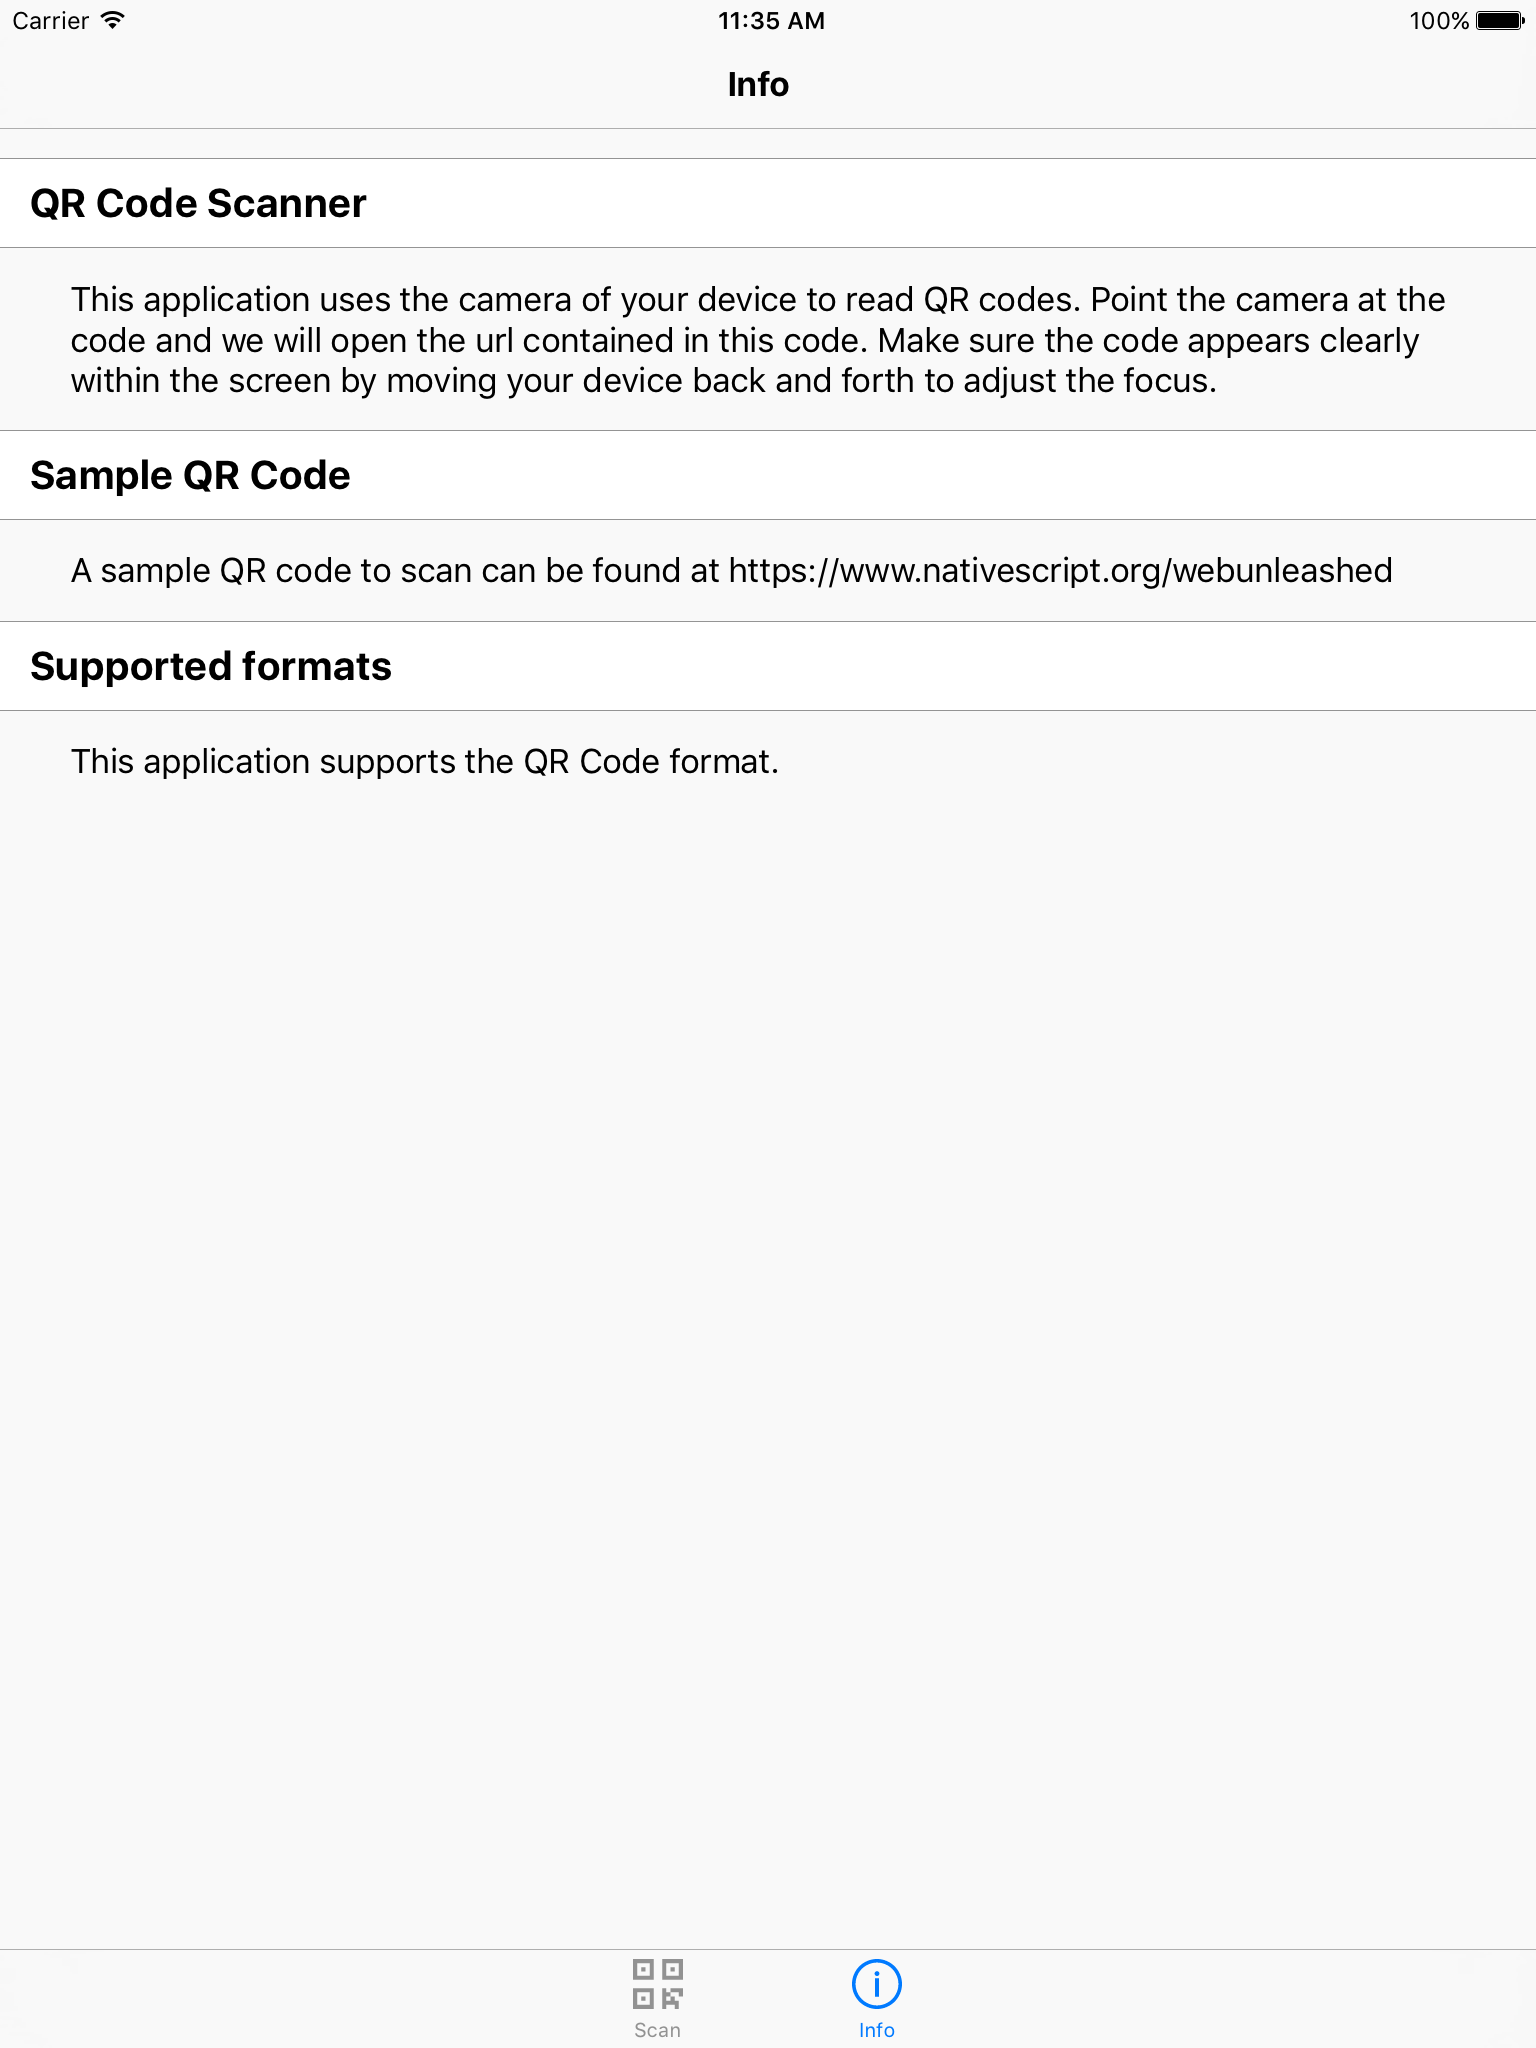 Carrier
11:35 AM
100%
Info
QR Code Scanner
This application uses the camera of your device to read QR codes. Point the camera at the
code and we will open the url contained in this code. Make sure the code appears clearly
within the screen by moving your device back and forth to adjust the focus.
Sample QR Code
A sample QR code to scan can be found at https://www.nativescript.org/webunleashed
Supported formats
This application supports the QR Code format.
Scan
Info